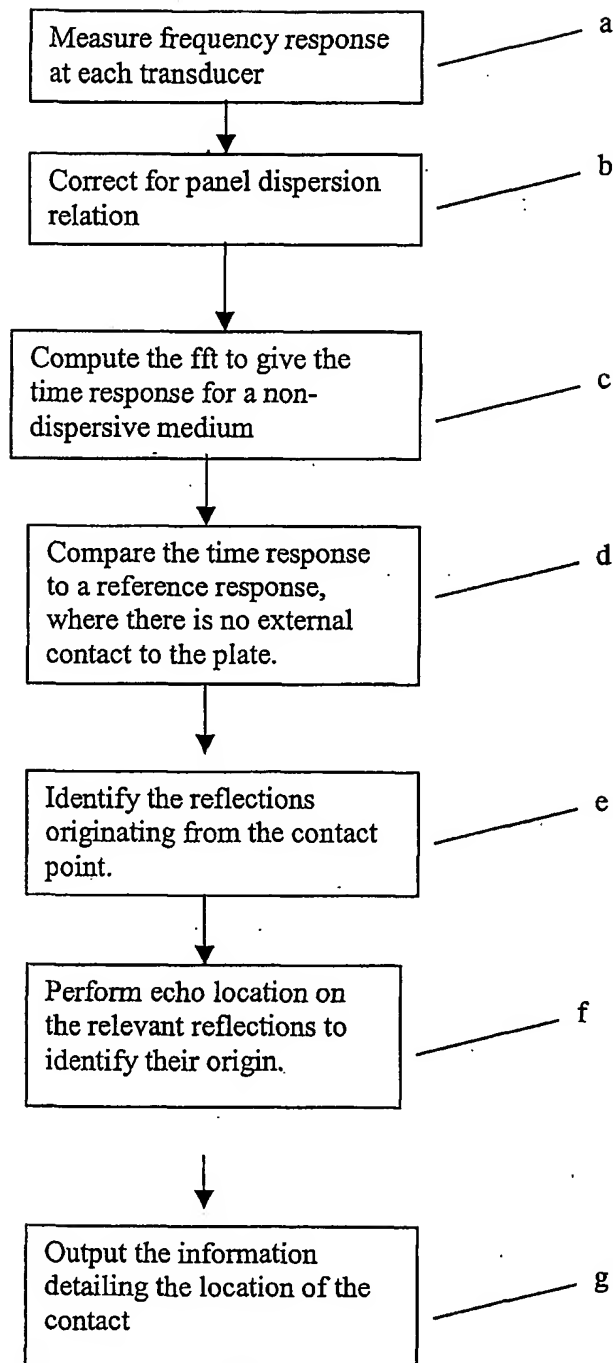 Measure frequency response
at each transducer
a
Correct for panel dispersion
relation
b
Compute the fft to give the
time response for a non-
dispersive medium
c
Compare the time response
to a reference response,
where there is no external
contact to the plate.
d
Identify the reflections
originating from the contact
point.
e
Perform echo location on
the relevant reflections to
identify their origin.
f
Output the information
detailing the location of the
contact
g